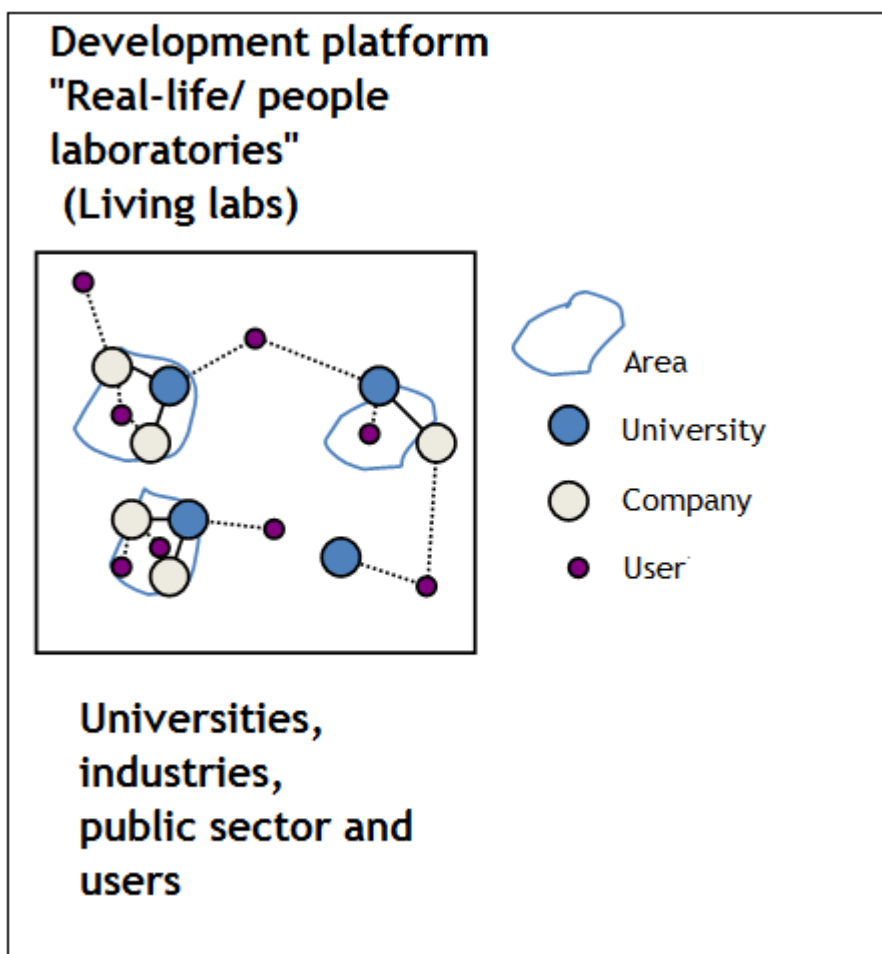 Development platform
"Real-life/ people
laboratories"
(Living labs)
Area
University
Company
User
Universities,
industries,
public sector and
users